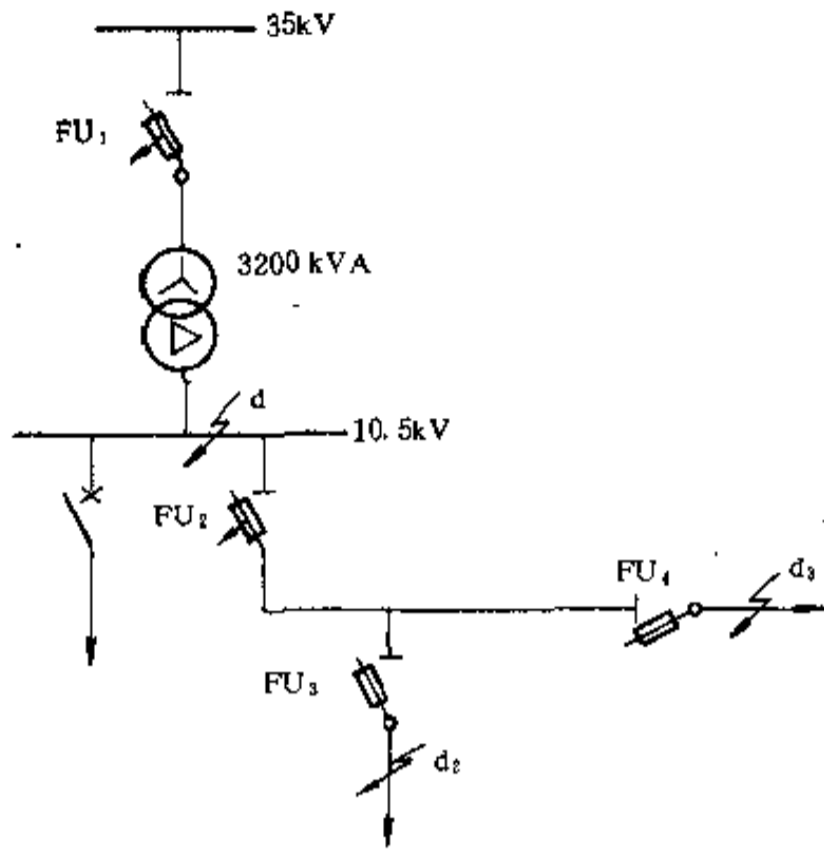 35kV
FU₁
3200 kVA
d
10.5kV
FU₂
FU₄
d₃
FU₃
d₂